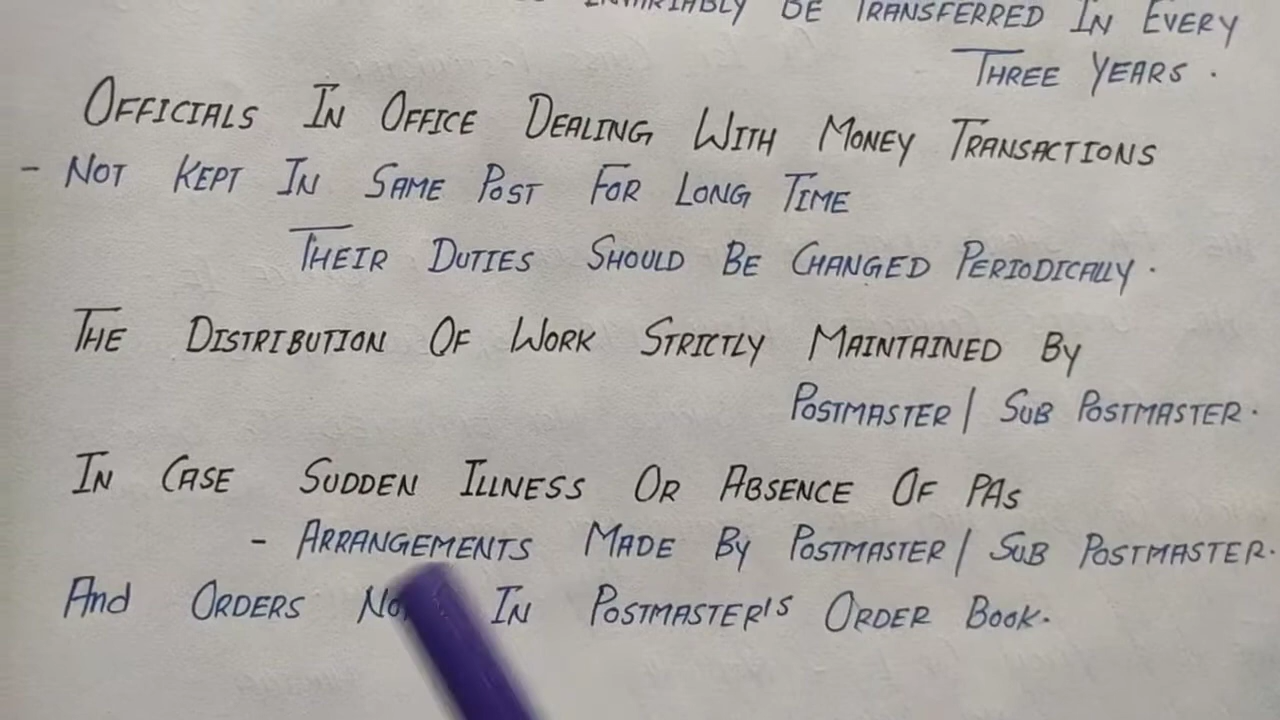 INVARIABLY BE TRANSFERRED IN EVERY
THREE YEARS.
OFFICIALS IN OFFICE DEALING WITH MONEY TRANSACTIONS
- NOT KEPT IN SAME POST FOR LONG TIME
THEIR DUTIES SHOULD BE CHANGED PERIODICALLY.
THE DISTRIBUTION OF WORK STRICTLY MAINTAINED BY
POSTMASTER / SUB POSTMASTER.
IN CASE SUDDEN ILLNESS OR ABSENCE OF PAs
- ARRANGEMENTS MADE BY POSTMASTER / SUB POSTMASTER.
And ORDERS IN POSTMASTER'S ORDER BOOK.